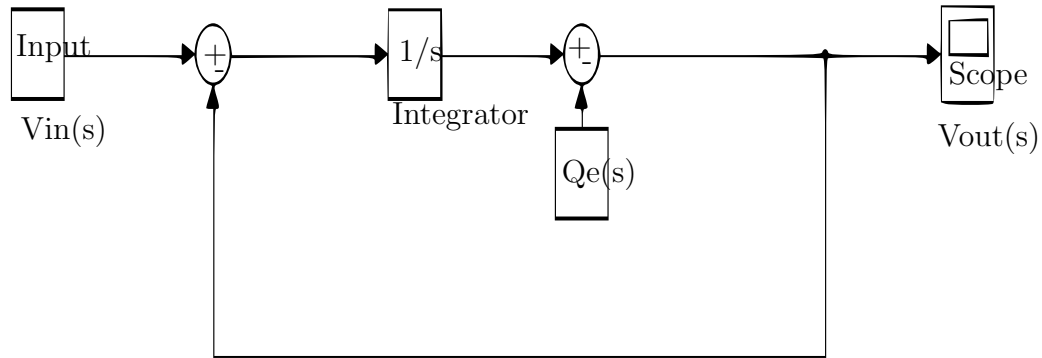 Input
+
-
1/s
+
-
Scope
Integrator
Vin(s)
Vout(s)
Qe(s)